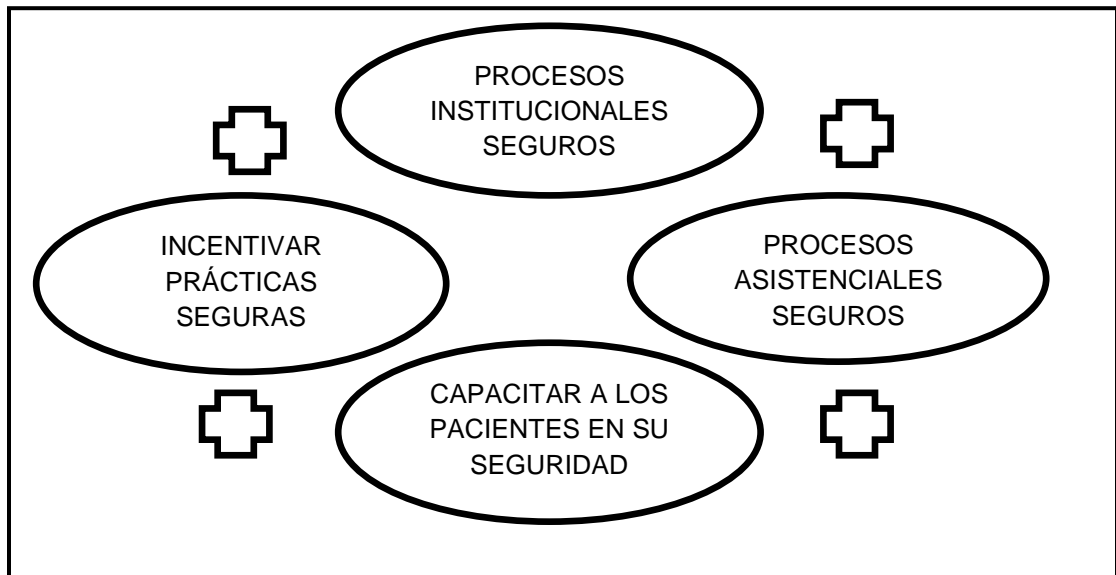 PROCESOS
INSTITUCIONALES
SEGUROS
INCENTIVAR
PRÁCTICAS
SEGURAS
PROCESOS
ASISTENCIALES
SEGUROS
CAPACITAR A LOS
PACIENTES EN SU
SEGURIDAD